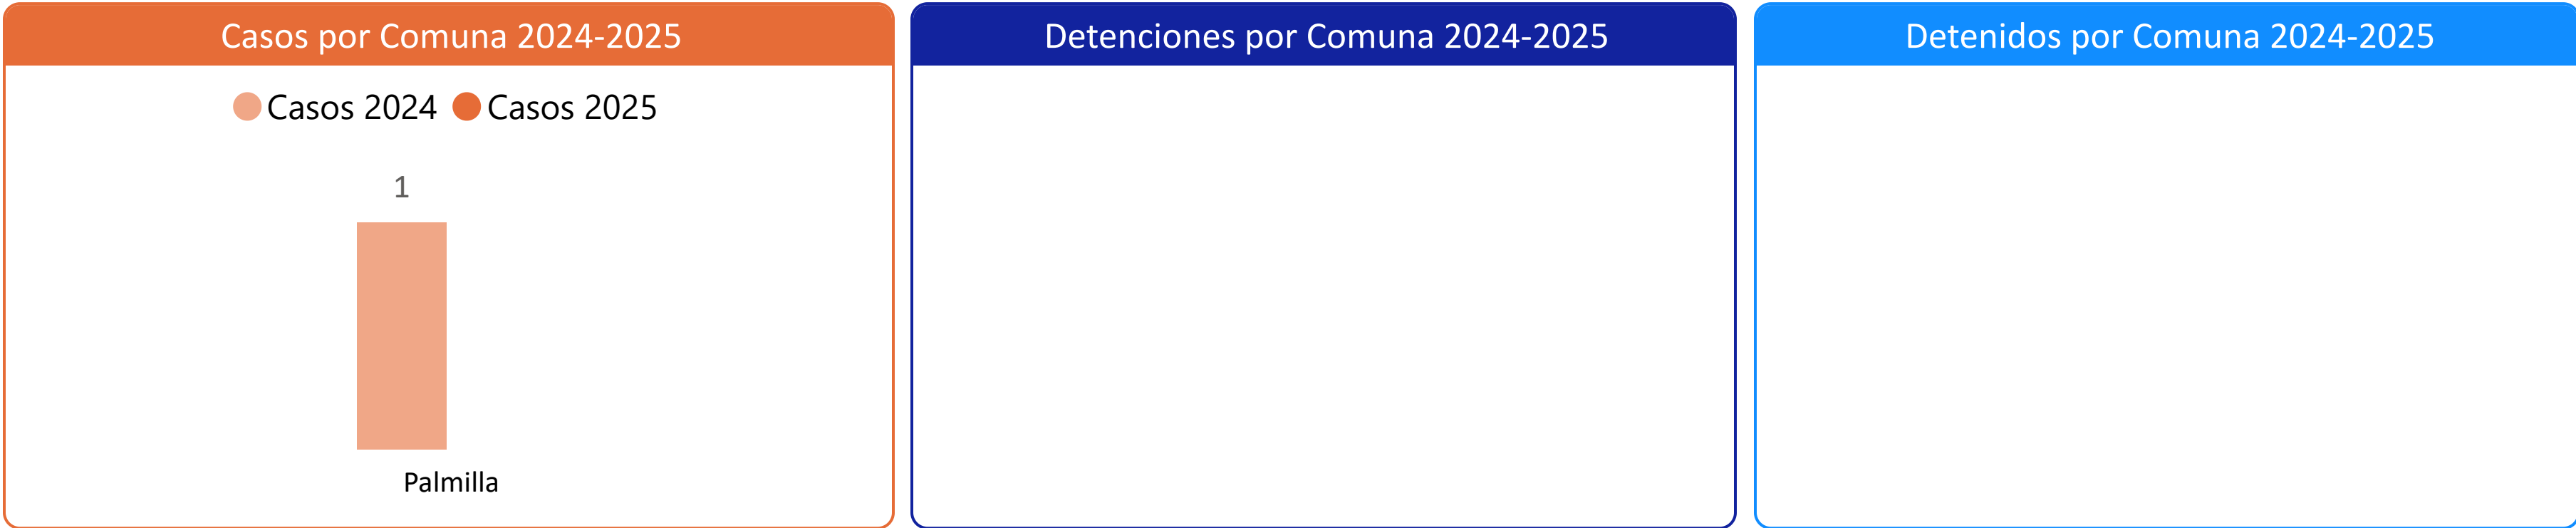 Casos por Comuna 2024-2025
Casos 2024 Casos 2025
1
Palmilla
Detenciones por Comuna 2024-2025
Detenidos por Comuna 2024-2025